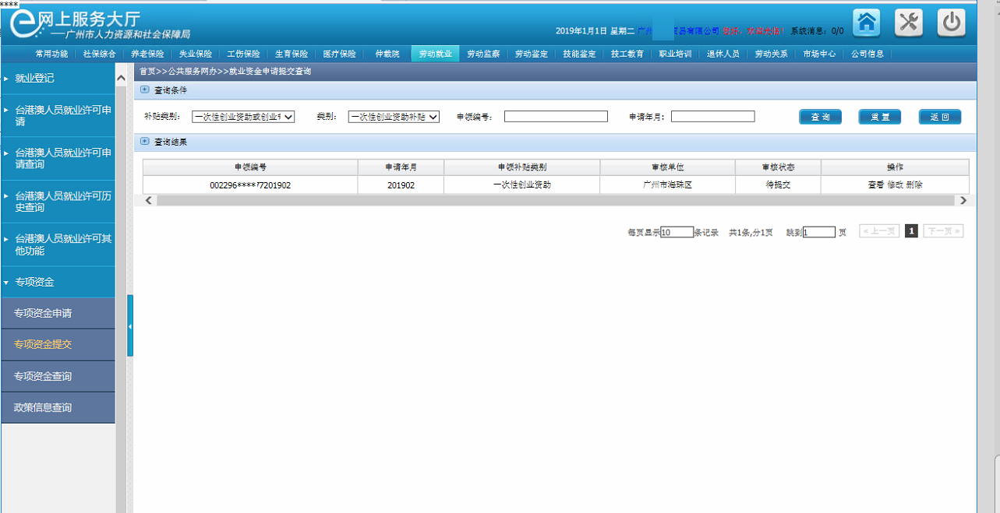 ****
e网上服务大厅
——广州市人力资源和社会保障局
2019年1月1日 星期二 广州 贸易有限公司 您好，欢迎光临！ 系统消息: 0/0
常用功能 社保综合 养老保险 失业保险 工伤保险 生育保险 医疗保险 仲裁院 劳动就业 劳动监察 劳动鉴定 技能鉴定 技工教育 职业培训 退休人员 劳动关系 市场中心 公司信息
就业登记
台港澳人员就业许可申
请
台港澳人员就业许可申
请查询
台港澳人员就业许可历
史查询
台港澳人员就业许可其
他功能
专项资金
专项资金申请
专项资金提交
专项资金查询
政策信息查询
首页>>公共服务网办>>就业资金申请提交查询
查询条件
补贴类别: 一次性创业资助或创业 类别: 一次性创业资助补贴 申领编号: 申请年月: 查询 重置 返回
查询结果
申领编号 申请年月 申领补贴类别 审核单位 审核状态 操作
002296****77201902 201902 一次性创业资助 广州市海珠区 待提交 查看 修改 删除
每页显示10条记录 共1条,分1页 跳到1 页 «上一页 1 下一页»